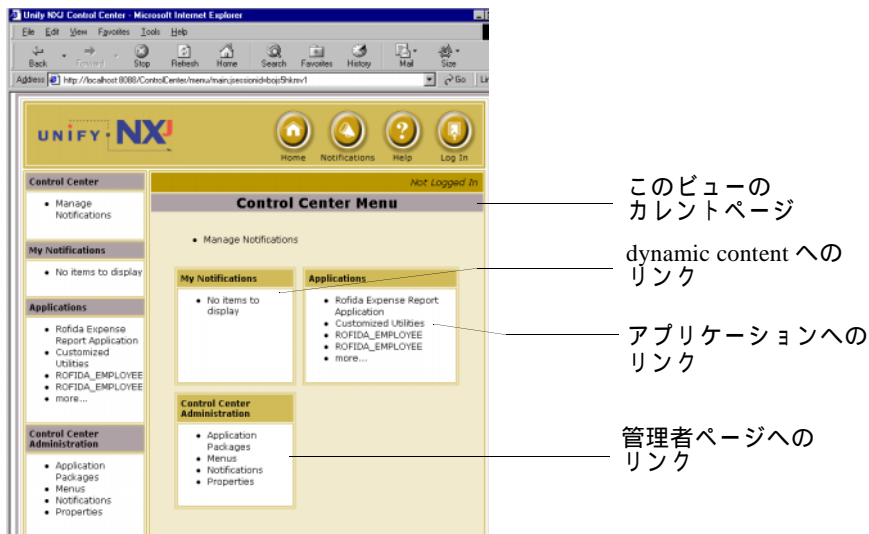 Unify NXJ Control Center - Microsoft Internet Explorer
File Edit View Favorites Tools Help
Back Forward Stop Refresh Home Search Favorites History Mail Size
Address http://localhost:8088/ControlCenter/menu/main;jsessionid=bojs5hkmv1 Go
UNIFY NXJ
Home Notifications Help Log In
Control Center
• Manage
Notifications
My Notifications
• No items to display
Applications
• Rofida Expense
Report Application
• Customized
Utilities
• ROFIDA_EMPLOYEE
• ROFIDA_EMPLOYEE
• more...
Control Center
Administration
• Application
Packages
• Menus
• Notifications
• Properties
Not Logged In
Control Center Menu
• Manage Notifications
My Notifications
• No items to
display
Applications
• Rofida Expense Report
Application
• Customized Utilities
• ROFIDA_EMPLOYEE
• ROFIDA_EMPLOYEE
• more...
Control Center
Administration
• Application
Packages
• Menus
• Notifications
• Properties
このビューの
カレントページ
dynamic content への
リンク
アプリケーションへの
リンク
管理者ページへの
リンク